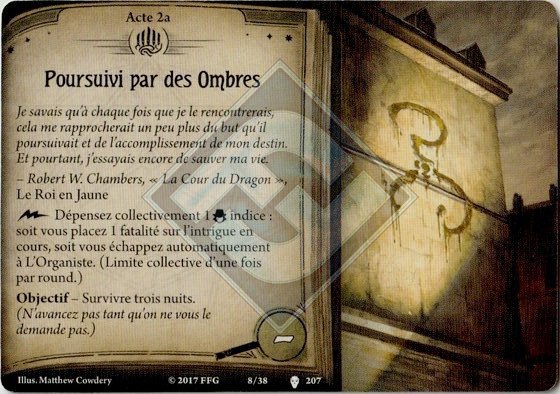 Acte 2a
Poursuivi par des Ombres
Je savais qu'à chaque fois que je le rencontrerais,
cela me rapprocherait un peu plus du but qu'il
poursuivait et de l'accomplissement de mon destin.
Et pourtant, j'essayais encore de sauver ma vie.
– Robert W. Chambers, « La Cour du Dragon »,
Le Roi en Jaune
Dépensez collectivement 1 indice :
soit vous placez 1 fatalité sur l'intrigue en
cours, soit vous échappez automatiquement
à L'Organiste. (Limite collective d'une fois
par round.)
Objectif – Survivre trois nuits.
(N'avancez pas tant qu'on ne vous le
demande pas.)
–
Illus. Matthew Cowdery © 2017 FFG 8/38 207